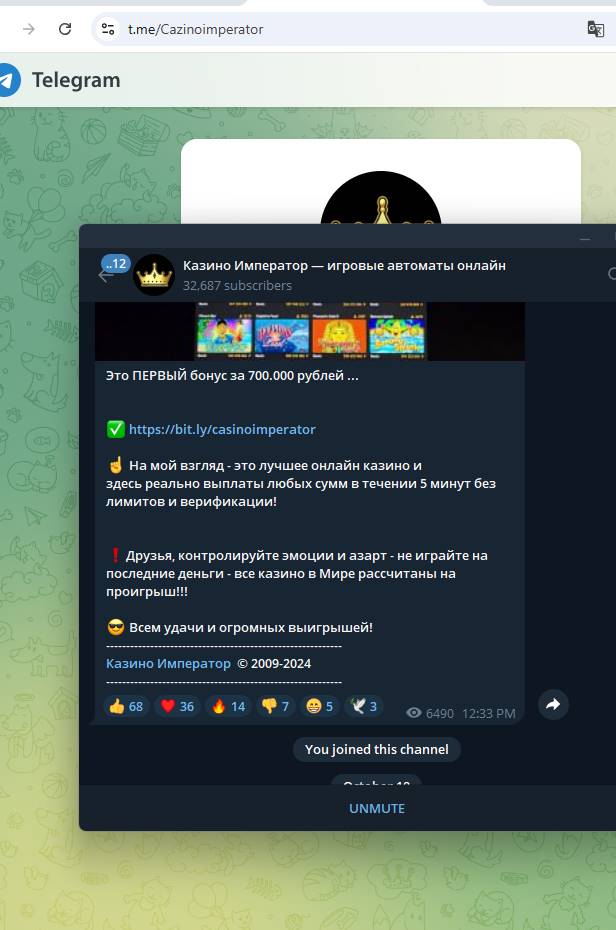 t.me/Cazinoimperator
Telegram
..12
Казино Император — игровые автоматы онлайн
32,687 subscribers
Это ПЕРВЫЙ бонус за 700.000 рублей ...
✅ https://bit.ly/casinoimperator
☝ На мой взгляд - это лучшее онлайн казино и
здесь реально выплаты любых сумм в течении 5 минут без
лимитов и верификации!
❗ Друзья, контролируйте эмоции и азарт - не играйте на
последние деньги - все казино в Мире рассчитаны на
проигрыш!!!
😎 Всем удачи и огромных выигрышей!
-----------------------------------------------------------
Казино Император © 2009-2024
-----------------------------------------------------------
👍 68 ❤ 36 🔥 14 👎 7 😁 5 🕊 3 6490 12:33 PM
You joined this channel
UNMUTE